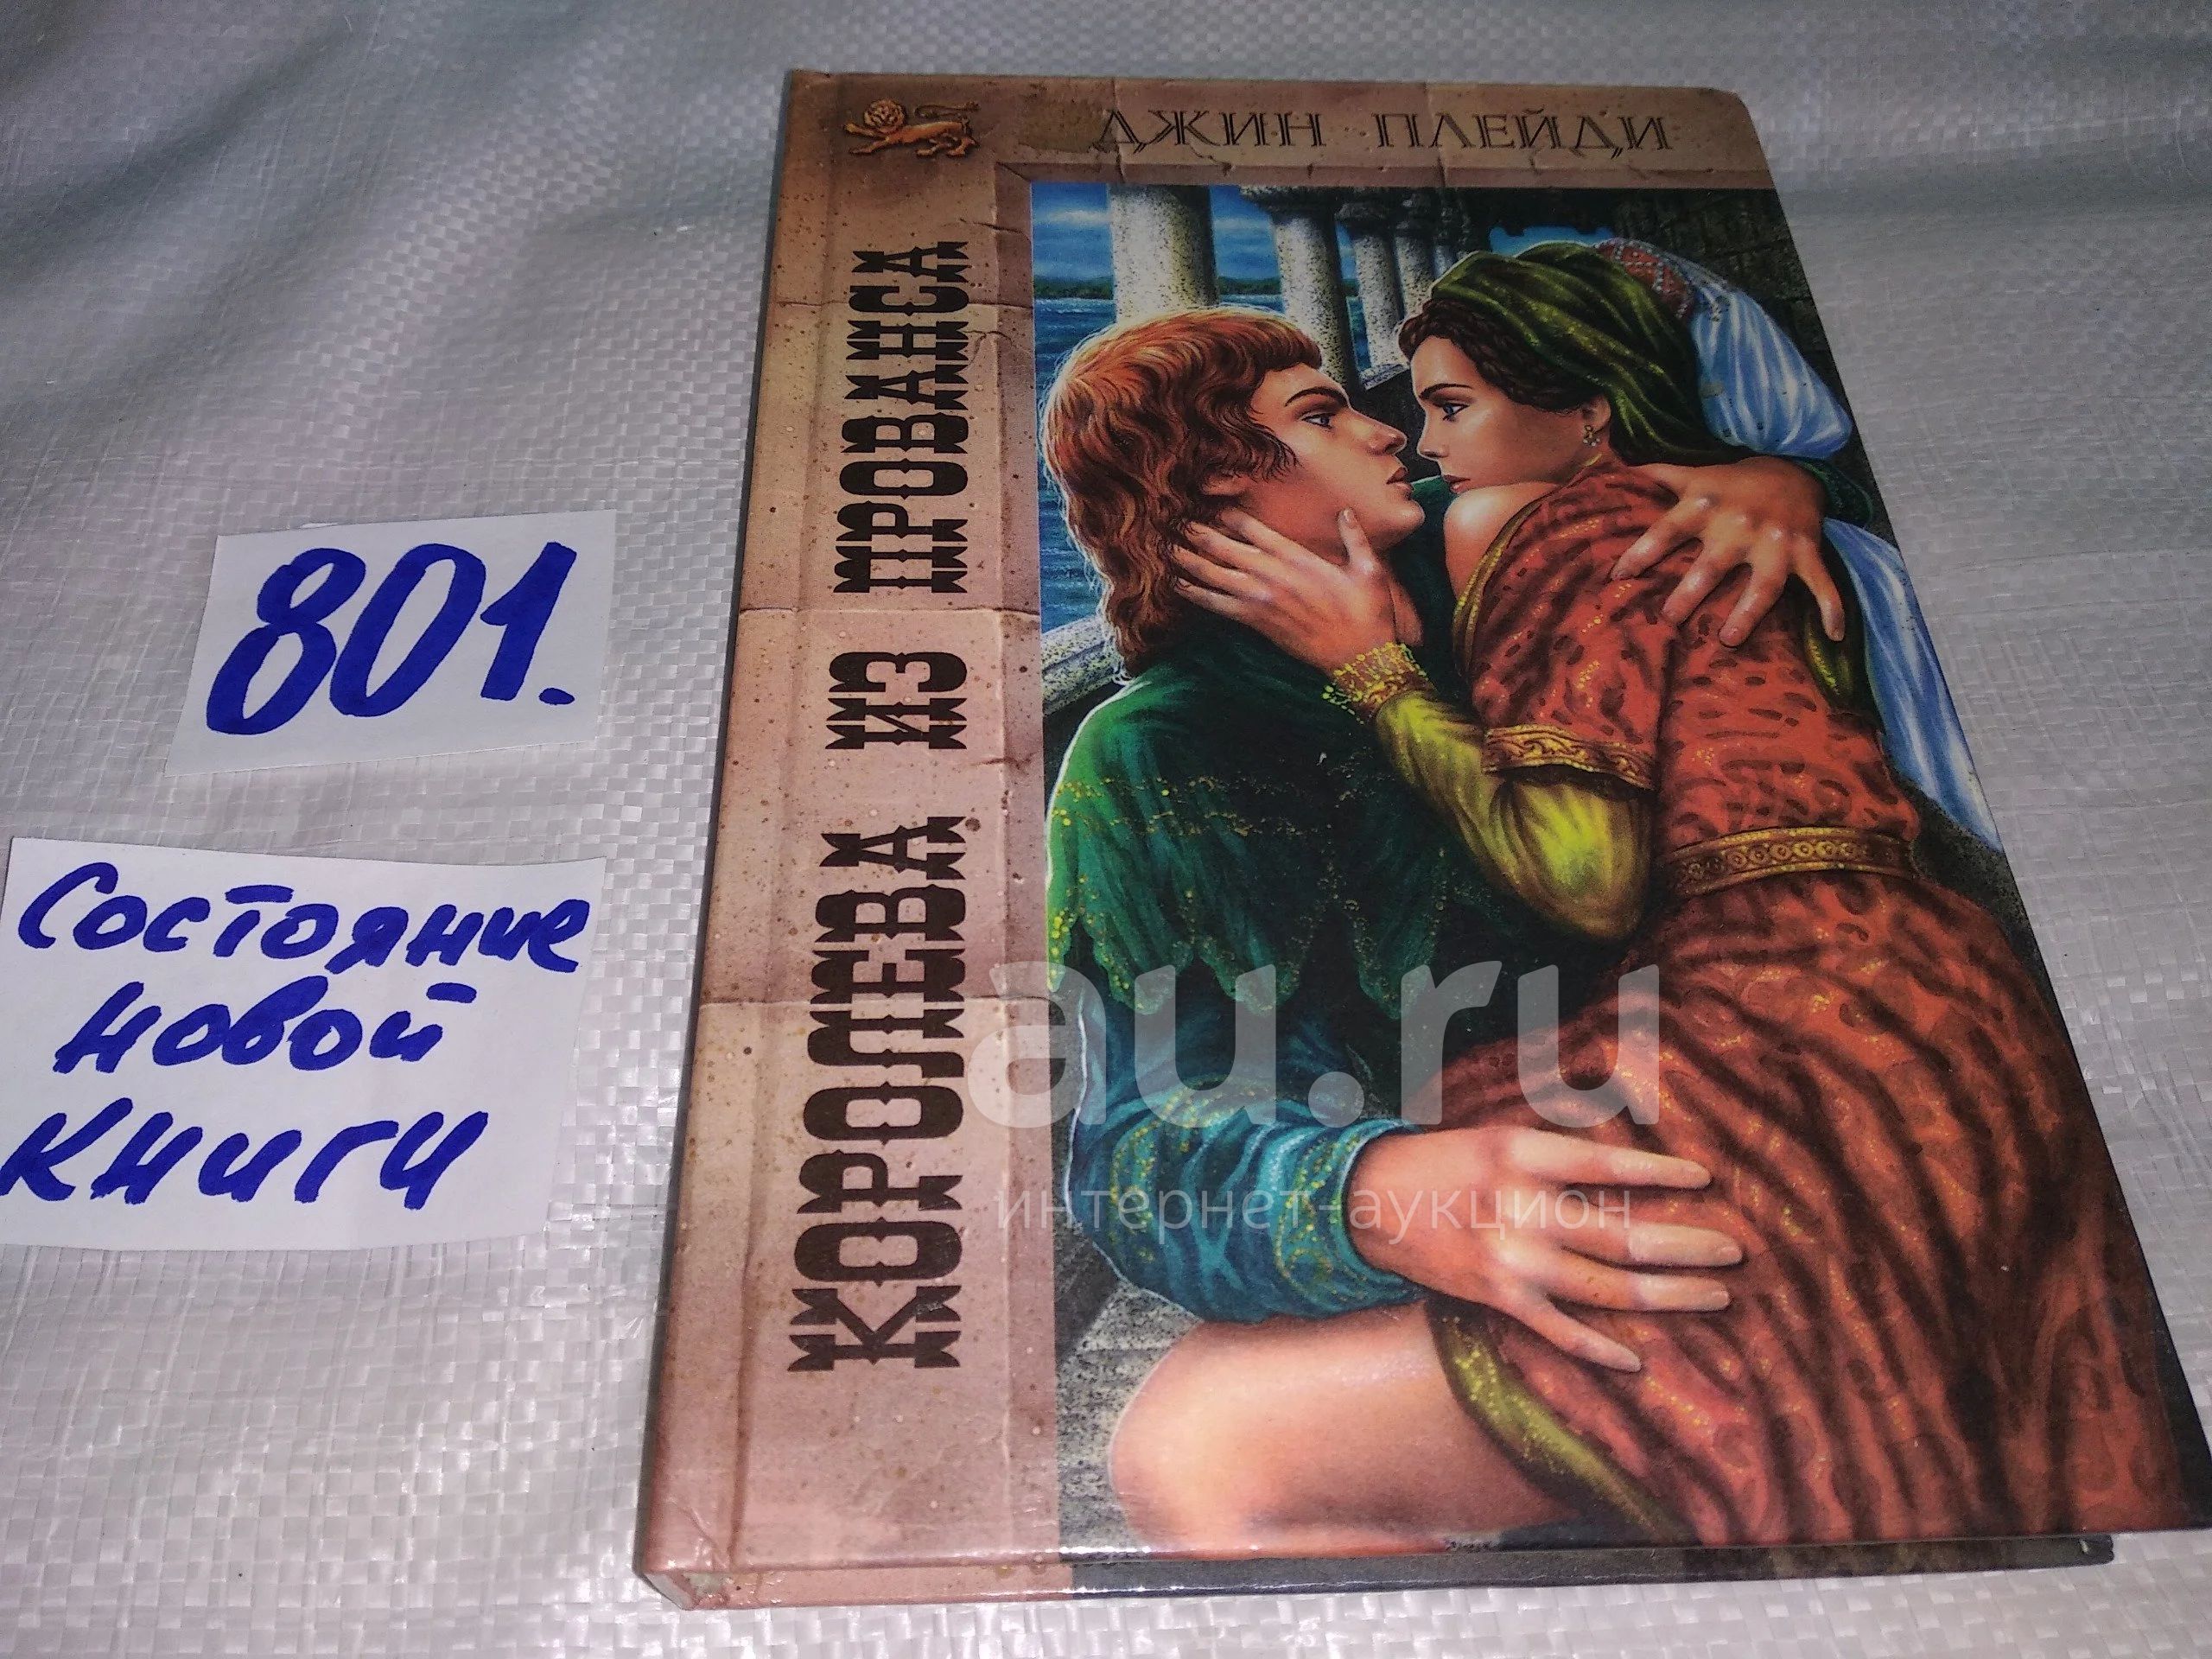 ДЖИН ПЛЕЙДИ
КОРОЛЕВА ИЗ ПРОВАНСА
801.
Состояние
новой
книги
au.ru
интернет-аукцион